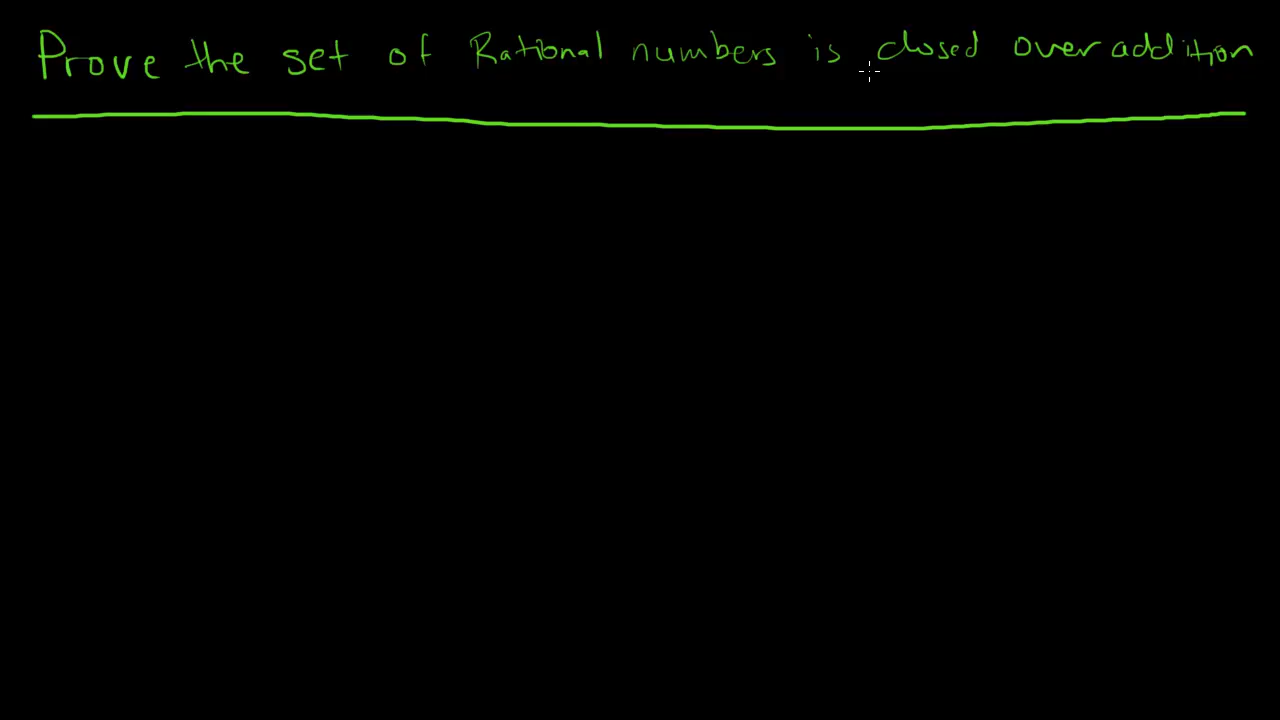 Prove the set of Rational numbers is closed over addition